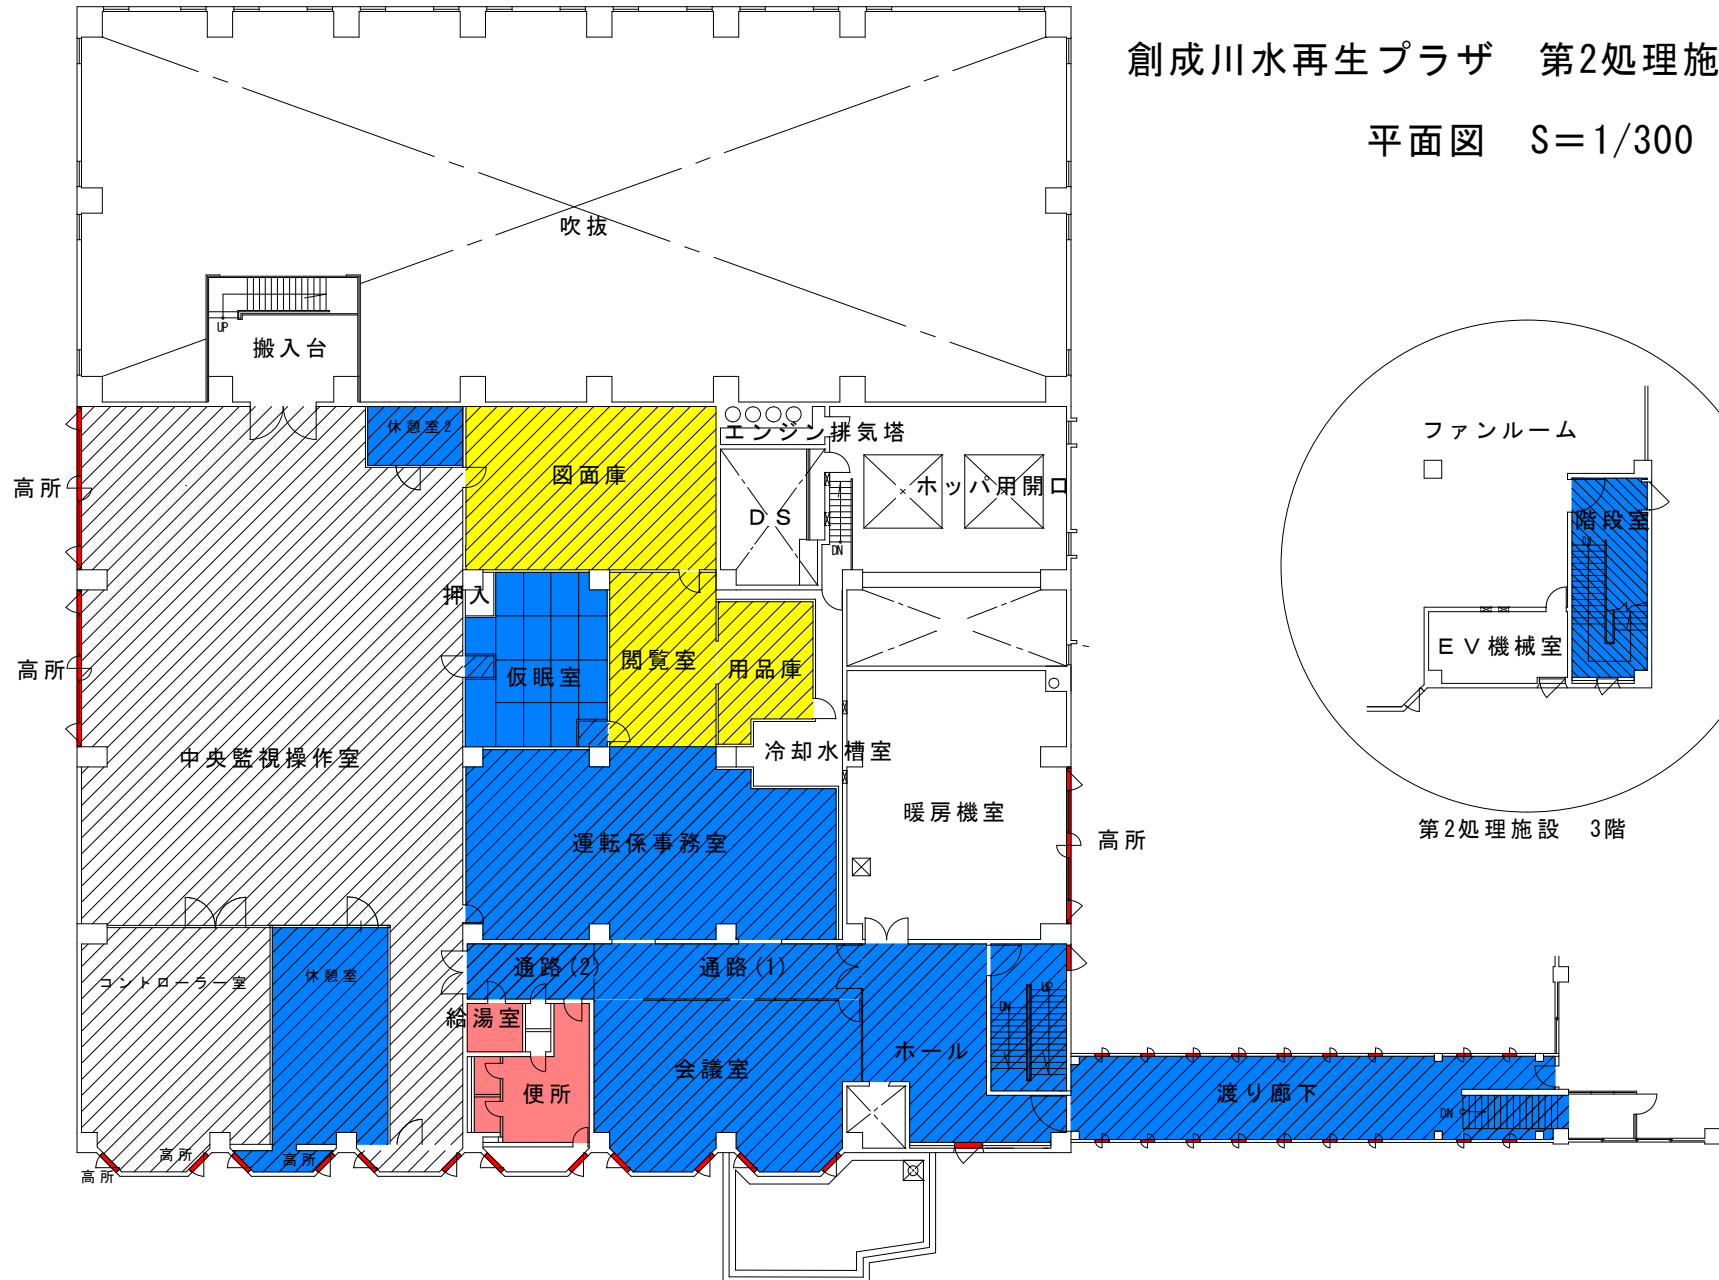 創成川水再生プラザ　第2処理施
平面図　S＝1/300
吹抜
UP
搬入台
休憩室2
エンジン排気塔
図面庫
高所
ホッパ用開口
DS
DN
押入
高所
仮眠室
閲覧室
用品庫
中央監視操作室
冷却水槽室
運転係事務室
暖房機室
高所
ファンルーム
階段室
EV機械室
第2処理施設　3階
コントローラー室
休憩室
通路(2)
通路(1)
給湯室
DN
UP
会議室
ホール
便所
渡り廊下
DN
高所
高所
高所